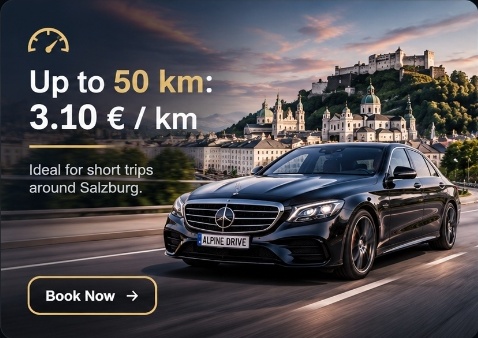 Up to 50 km:
3.10 € / km
Ideal for short trips
around Salzburg.
ALPINE DRIVE
Book Now →